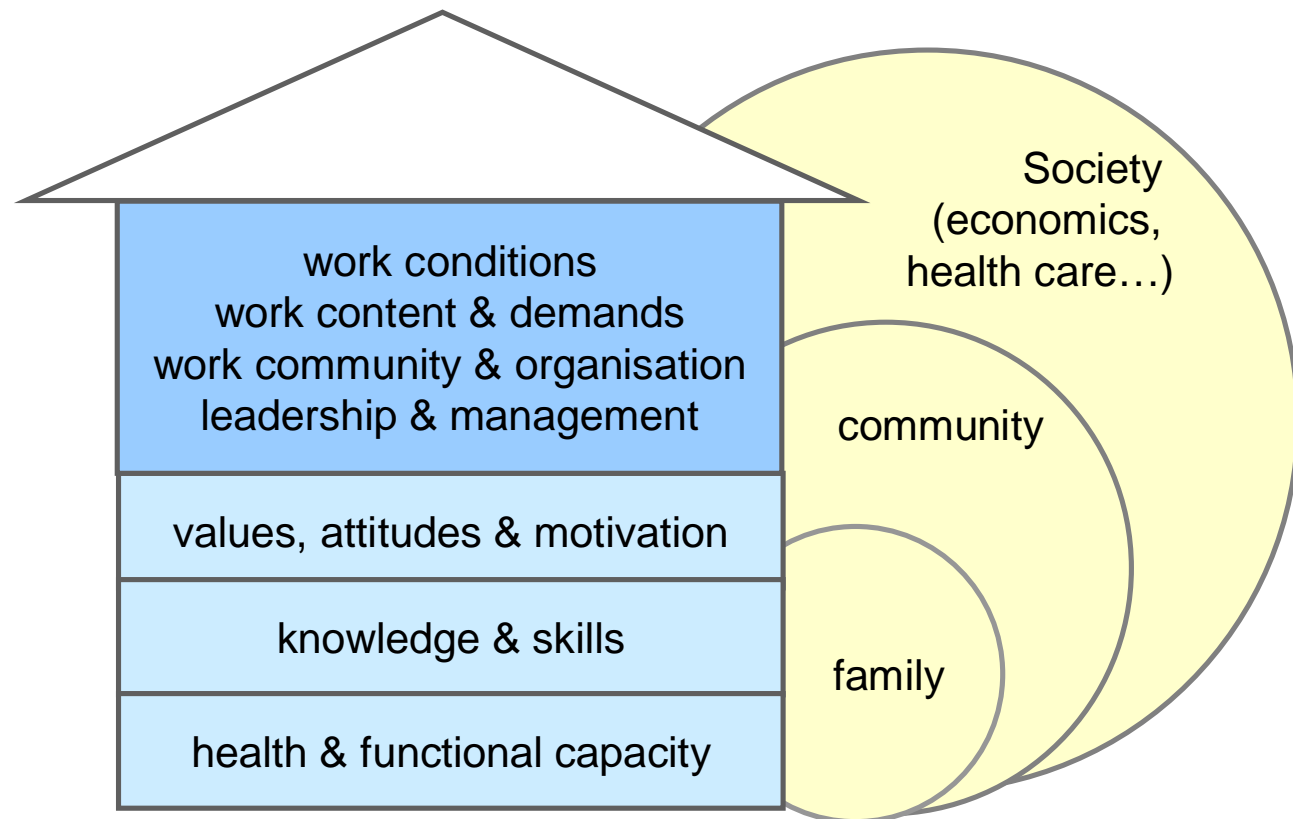 work conditions
work content & demands
work community & organisation
leadership & management
values, attitudes & motivation
knowledge & skills
health & functional capacity
Society
(economics,
health care…)
community
family